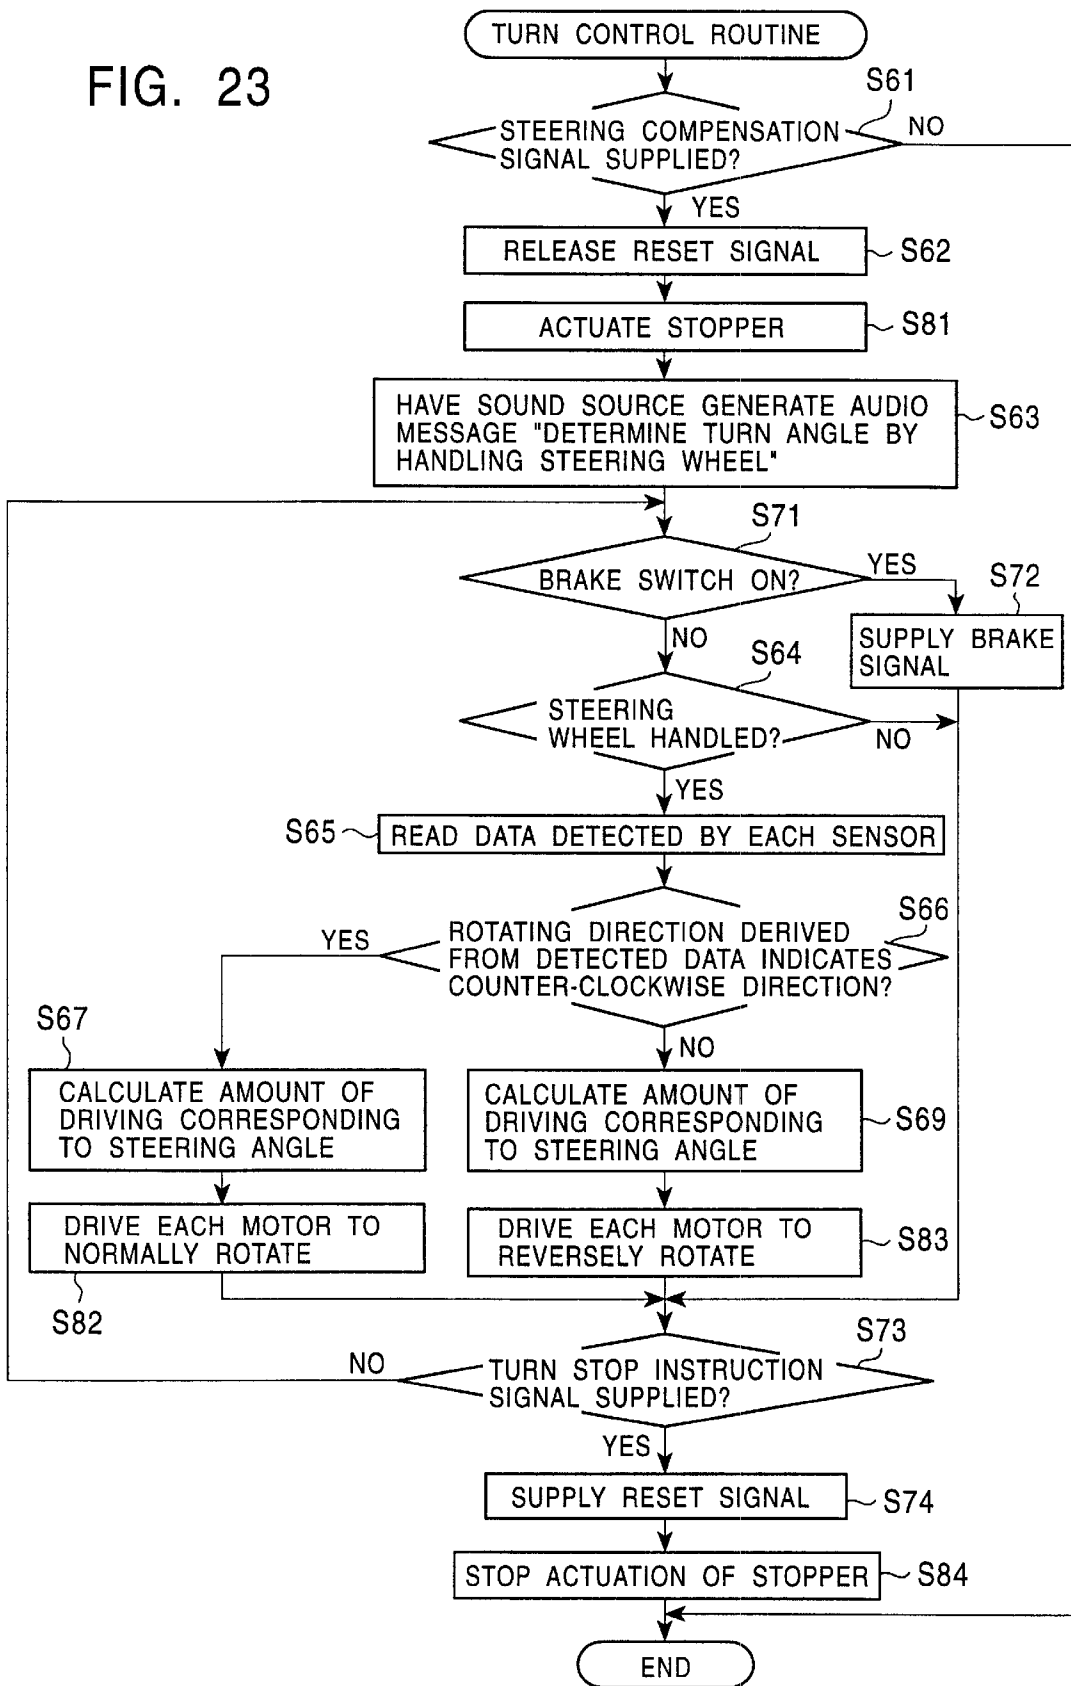 TURN CONTROL ROUTINE
FIG. 23
S61
STEERING COMPENSATION
SIGNAL SUPPLIED?
NO
YES
RELEASE RESET SIGNAL
S62
ACTUATE STOPPER
S81
HAVE SOUND SOURCE GENERATE AUDIO
MESSAGE "DETERMINE TURN ANGLE BY
HANDLING STEERING WHEEL"
S63
S71
BRAKE SWITCH ON?
YES
S72
SUPPLY BRAKE
SIGNAL
NO
S64
STEERING
WHEEL HANDLED?
NO
YES
S65
READ DATA DETECTED BY EACH SENSOR
S66
ROTATING DIRECTION DERIVED
FROM DETECTED DATA INDICATES
COUNTER-CLOCKWISE DIRECTION?
YES
NO
S67
CALCULATE AMOUNT OF
DRIVING CORRESPONDING
TO STEERING ANGLE
CALCULATE AMOUNT OF
DRIVING CORRESPONDING
TO STEERING ANGLE
S69
DRIVE EACH MOTOR TO
NORMALLY ROTATE
S82
DRIVE EACH MOTOR TO
REVERSELY ROTATE
S83
S73
TURN STOP INSTRUCTION
SIGNAL SUPPLIED?
NO
YES
SUPPLY RESET SIGNAL
S74
STOP ACTUATION OF STOPPER
S84
END